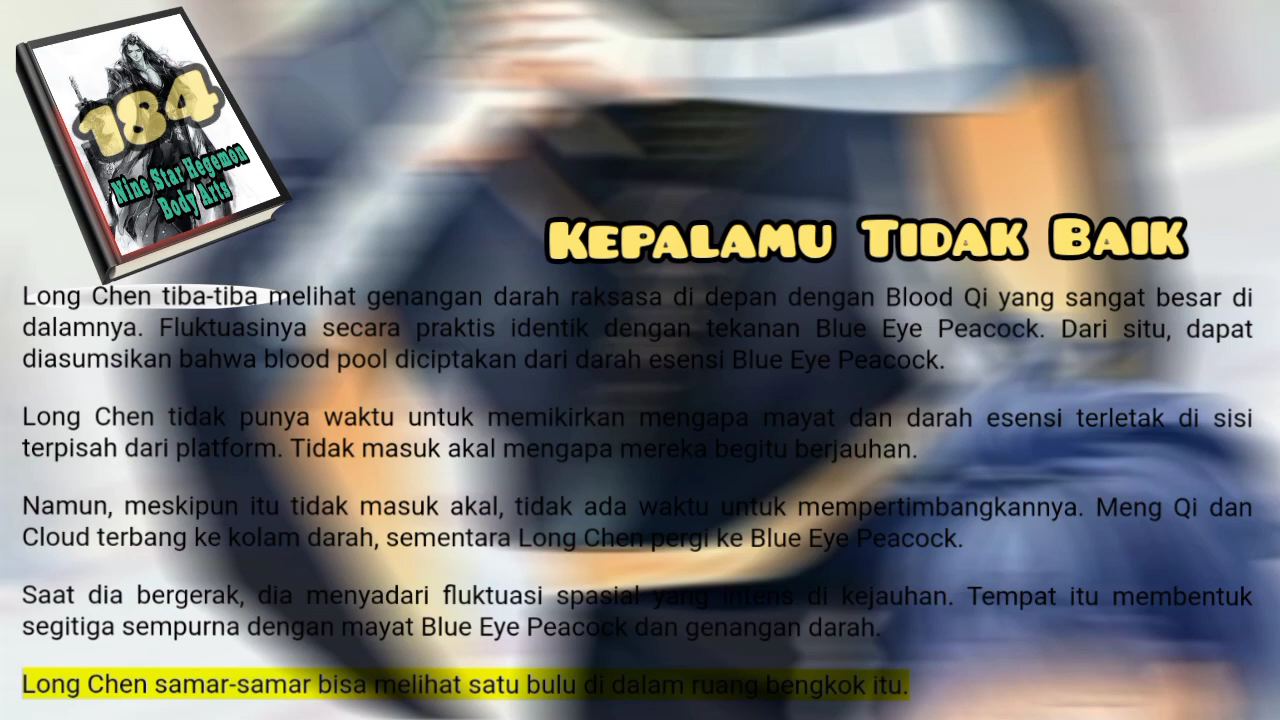 184
Nine Star Hegemon
Body Arts
Kepalamu Tidak Baik
Long Chen tiba-tiba melihat genangan darah raksasa di depan dengan Blood Qi yang sangat besar di
dalamnya. Fluktuasinya secara praktis identik dengan tekanan Blue Eye Peacock. Dari situ, dapat
diasumsikan bahwa blood pool diciptakan dari darah esensi Blue Eye Peacock.
Long Chen tidak punya waktu untuk memikirkan mengapa mayat dan darah esensi terletak di sisi
terpisah dari platform. Tidak masuk akal mengapa mereka begitu berjauhan.
Namun, meskipun itu tidak masuk akal, tidak ada waktu untuk mempertimbangkannya. Meng Qi dan
Cloud terbang ke kolam darah, sementara Long Chen pergi ke Blue Eye Peacock.
Saat dia bergerak, dia menyadari fluktuasi spasial yang intens di kejauhan. Tempat itu membentuk
segitiga sempurna dengan mayat Blue Eye Peacock dan genangan darah.
Long Chen samar-samar bisa melihat satu bulu di dalam ruang bengkok itu.